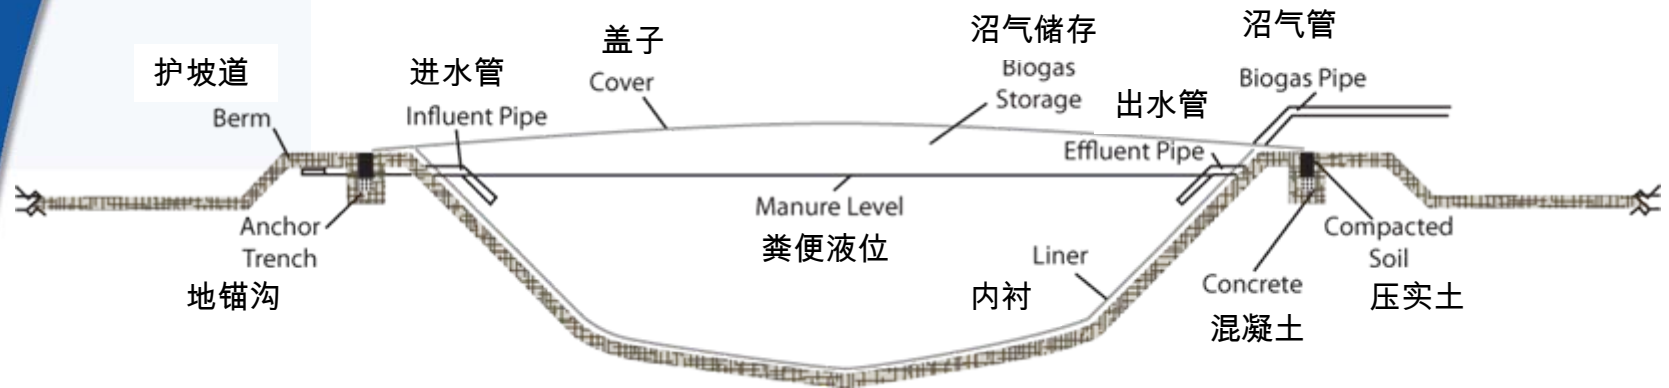 护坡道
Berm
进水管
Influent Pipe
盖子
Cover
沼气储存
Biogas
Storage
沼气管
Biogas Pipe
出水管
Effluent Pipe
Anchor
Trench
地锚沟
Manure Level
粪便液位
Liner
内衬
Concrete
混凝土
Compacted
Soil
压实土